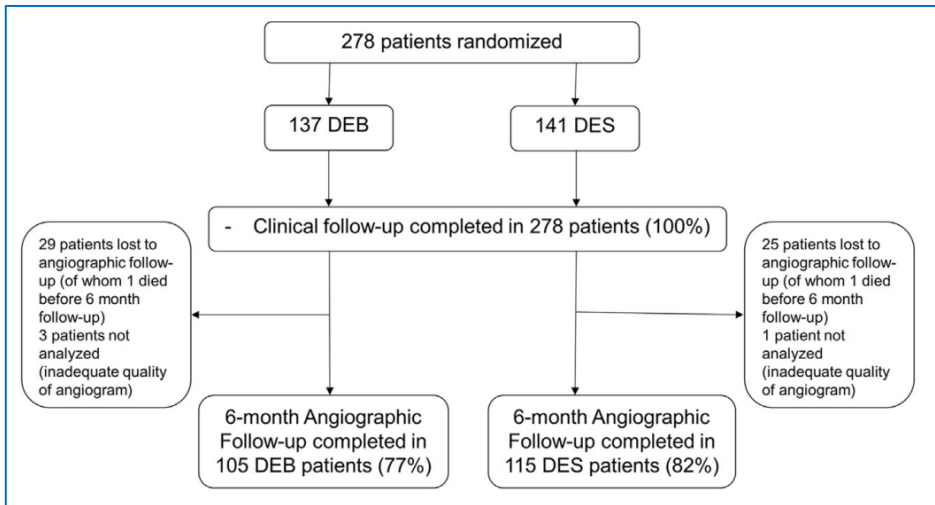 278 patients randomized
137 DEB
141 DES
- Clinical follow-up completed in 278 patients (100%)
29 patients lost to
angiographic follow-
up (of whom 1 died
before 6 month
follow-up)
3 patients not
analyzed
(inadequate quality
of angiogram)
25 patients lost to
angiographic follow-
up (of whom 1 died
before 6 month
follow-up)
1 patient not
analyzed
(inadequate quality
of angiogram)
6-month Angiographic
Follow-up completed in
105 DEB patients (77%)
6-month Angiographic
Follow-up completed in
115 DES patients (82%)